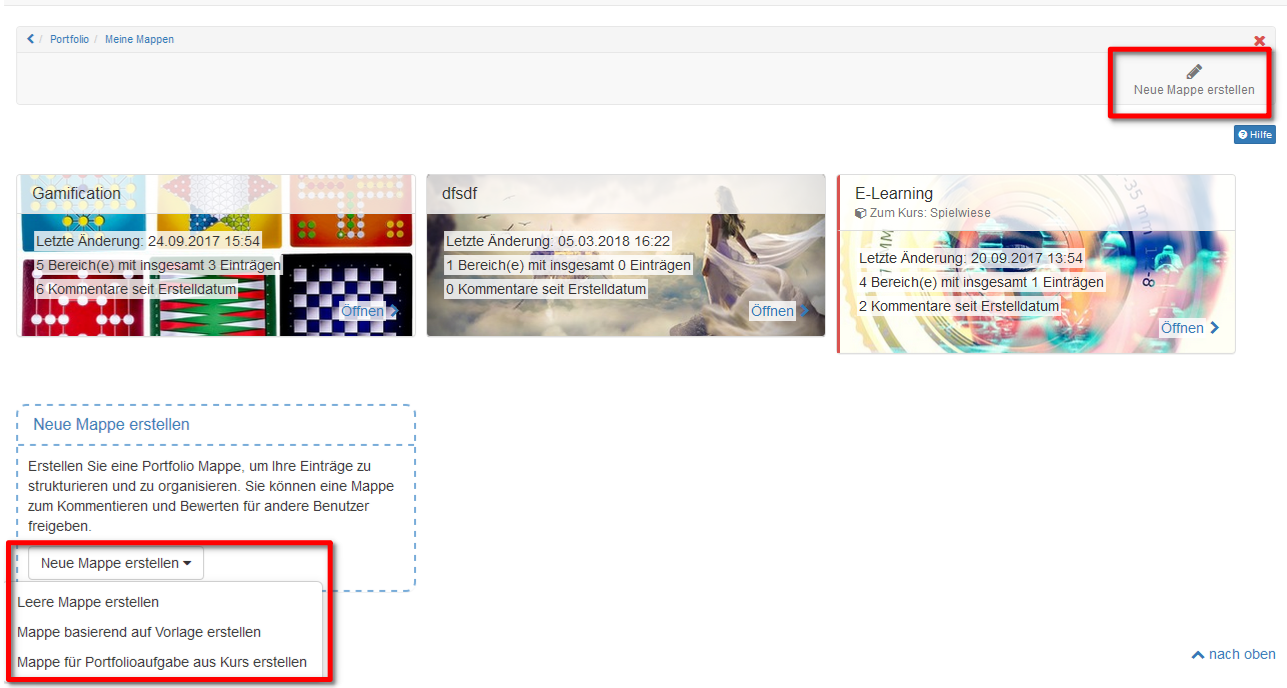 / Portfolio / Meine Mappen
Neue Mappe erstellen
Hilfe
Gamification
Letzte Änderung: 24.09.2017 15:54
5 Bereich(e) mit insgesamt 3 Einträgen
6 Kommentare seit Erstelldatum
Öffnen
dfsdf
Letzte Änderung: 05.03.2018 16:22
1 Bereich(e) mit insgesamt 0 Einträgen
0 Kommentare seit Erstelldatum
Öffnen
E-Learning
Zum Kurs: Spielwiese
Letzte Änderung: 20.09.2017 13:54
4 Bereich(e) mit insgesamt 1 Einträgen
2 Kommentare seit Erstelldatum
Öffnen
Neue Mappe erstellen
Erstellen Sie eine Portfolio Mappe, um Ihre Einträge zu
strukturieren und zu organisieren. Sie können eine Mappe
zum Kommentieren und Bewerten für andere Benutzer
freigeben.
Neue Mappe erstellen
Leere Mappe erstellen
Mappe basierend auf Vorlage erstellen
Mappe für Portfolioaufgabe aus Kurs erstellen
nach oben